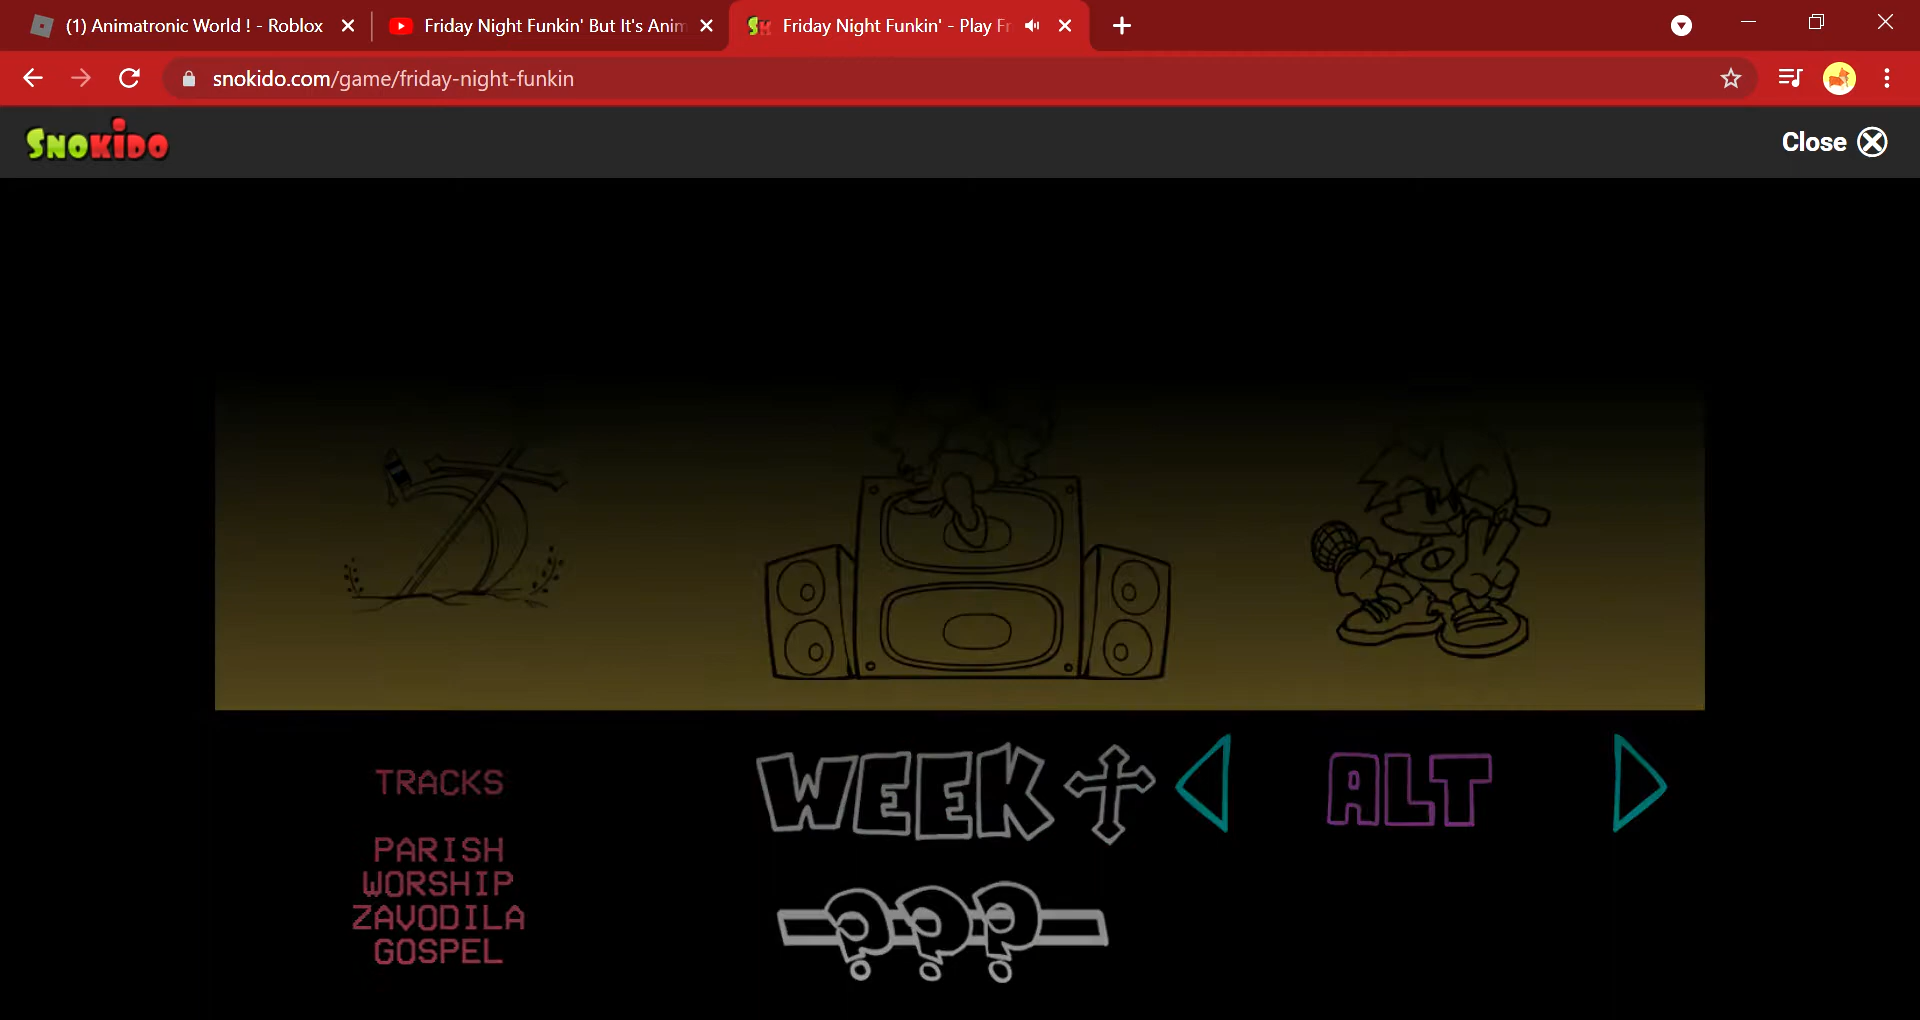 (1) Animatronic World ! - Roblox
Friday Night Funkin' But It's Anim
Friday Night Funkin' - Play Fr
snokido.com/game/friday-night-funkin
SNOKIDO
Close
WEEK
ALT
TRACKS
PARISH
WORSHIP
ZAVODILA
GOSPEL
???